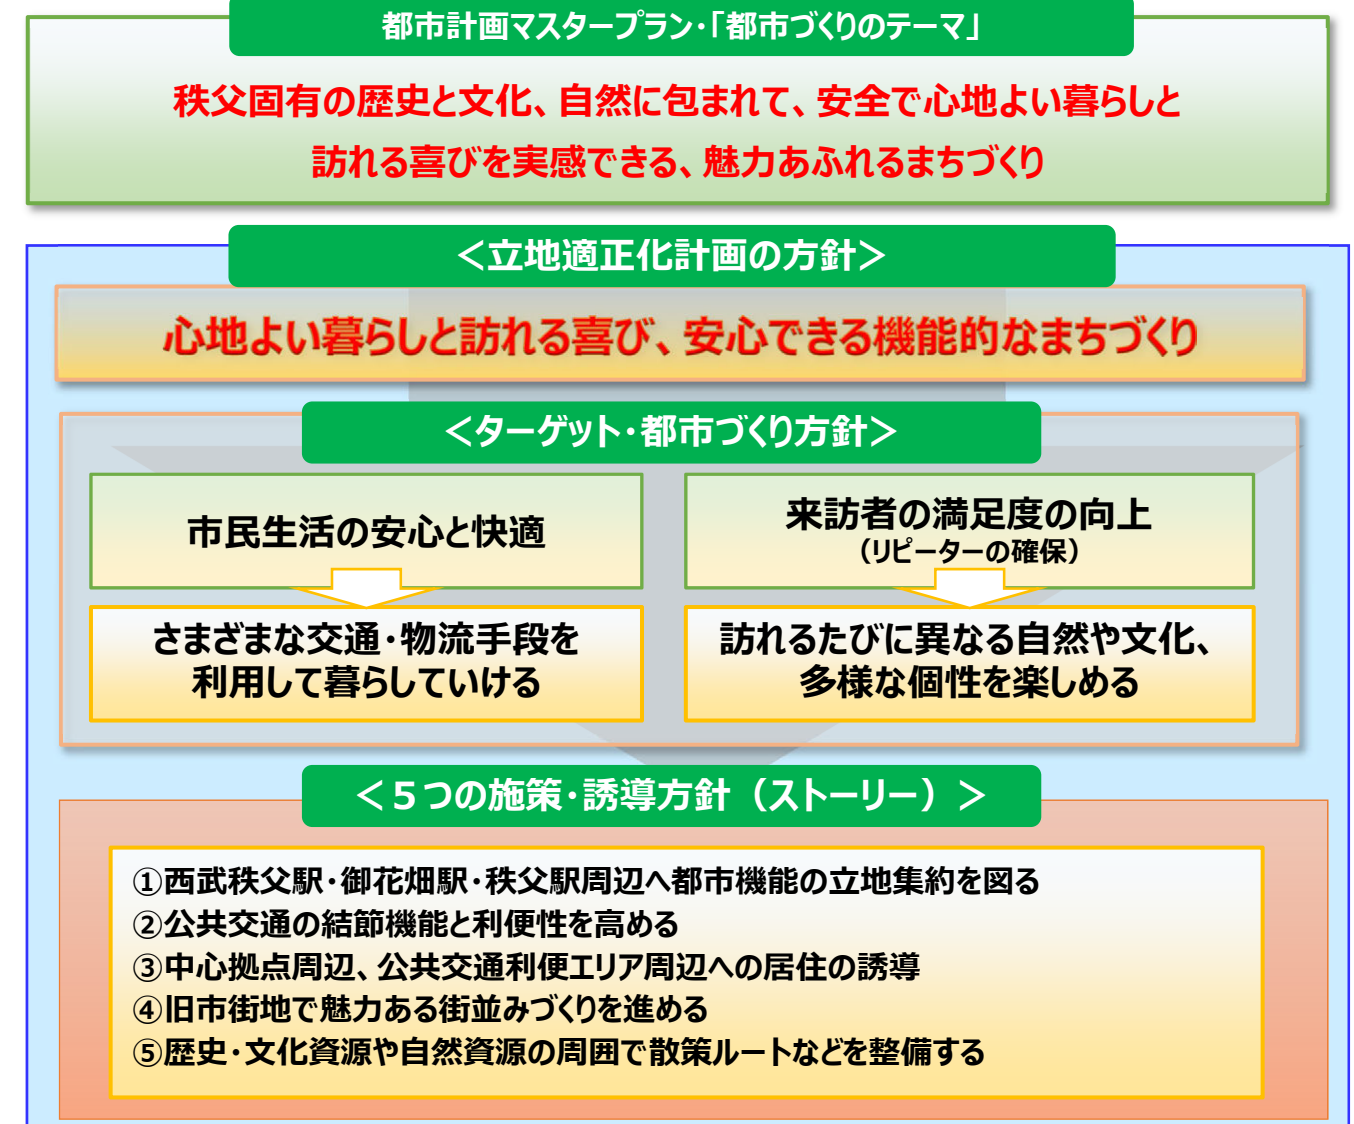 都市計画マスタープラン・「都市づくりのテーマ」
秩父固有の歴史と文化、自然に包まれて、安全で心地よい暮らしと
訪れる喜びを実感できる、魅力あふれるまちづくり
＜立地適正化計画の方針＞
心地よい暮らしと訪れる喜び、安心できる機能的なまちづくり
＜ターゲット・都市づくり方針＞
市民生活の安心と快適
さまざまな交通・物流手段を
利用して暮らしていける
来訪者の満足度の向上
（リピーターの確保）
訪れるたびに異なる自然や文化、
多様な個性を楽しめる
＜５つの施策・誘導方針（ストーリー）＞
①西武秩父駅・御花畑駅・秩父駅周辺へ都市機能の立地集約を図る
②公共交通の結節機能と利便性を高める
③中心拠点周辺、公共交通利便エリア周辺への居住の誘導
④旧市街地で魅力ある街並みづくりを進める
⑤歴史・文化資源や自然資源の周囲で散策ルートなどを整備する